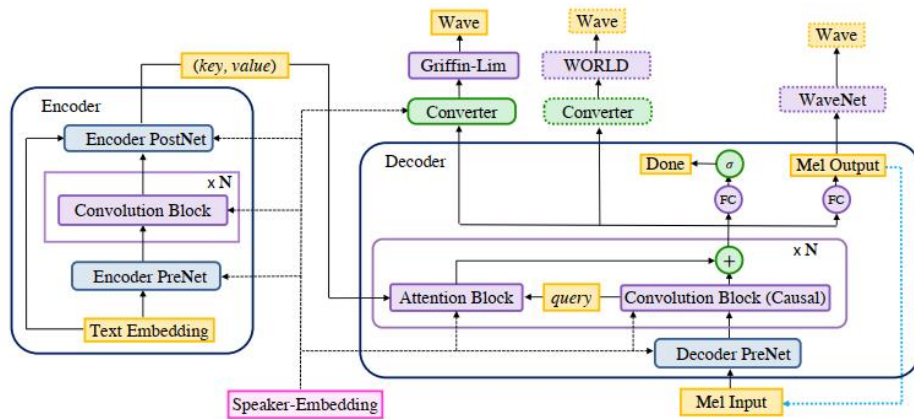 Wave
Wave
Wave
(key, value)
Griffin-Lim
WORLD
Encoder
Converter
Converter
WaveNet
Encoder PostNet
Decoder
Done
σ
Mel Output
x N
FC
FC
Convolution Block
x N
+
Encoder PreNet
Attention Block
query
Convolution Block (Causal)
Text Embedding
Decoder PreNet
Speaker-Embedding
Mel Input